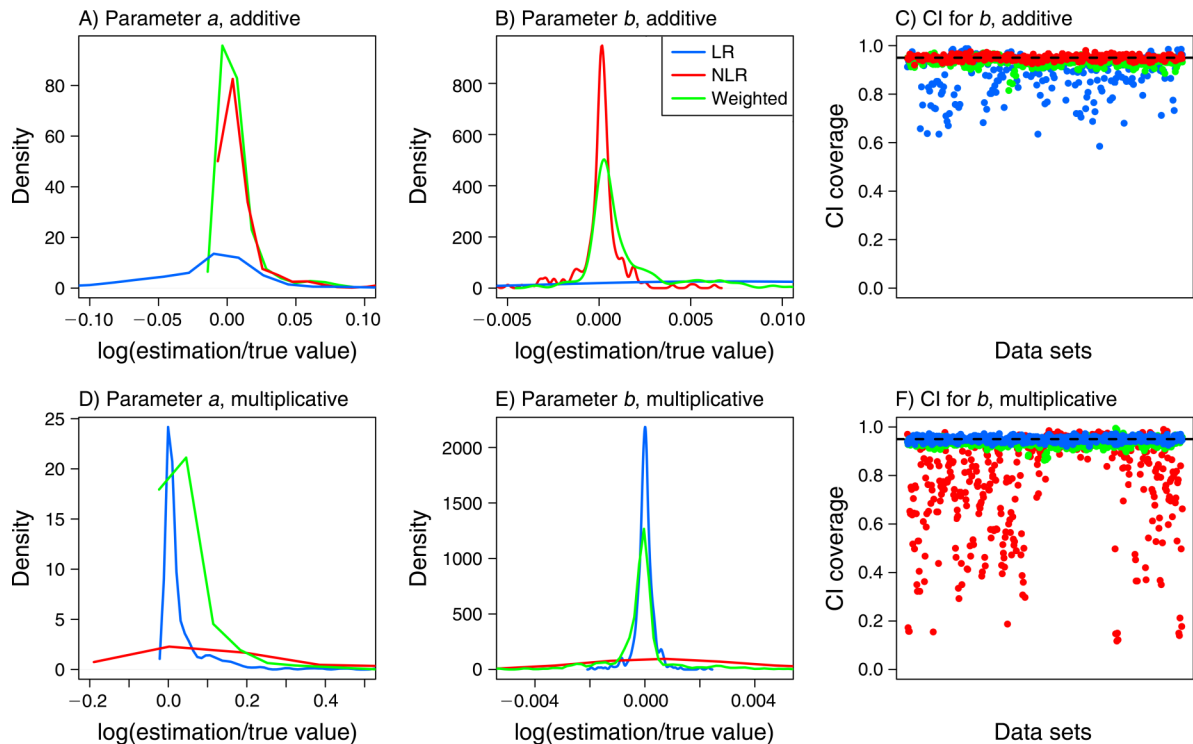 A) Parameter a, additive
Density
80
60
40
20
0
−0.10
−0.05
0.00
0.05
0.10
log(estimation/true value)
B) Parameter b, additive
LR
NLR
Weighted
Density
800
600
400
200
0
−0.005
0.000
0.005
0.010
log(estimation/true value)
C) CI for b, additive
CI coverage
1.0
0.8
0.6
0.4
0.2
0.0
Data sets
D) Parameter a, multiplicative
Density
25
20
15
10
5
0
−0.2
0.0
0.2
0.4
log(estimation/true value)
E) Parameter b, multiplicative
Density
2000
1500
1000
500
0
−0.004
0.000
0.004
log(estimation/true value)
F) CI for b, multiplicative
CI coverage
1.0
0.8
0.6
0.4
0.2
0.0
Data sets